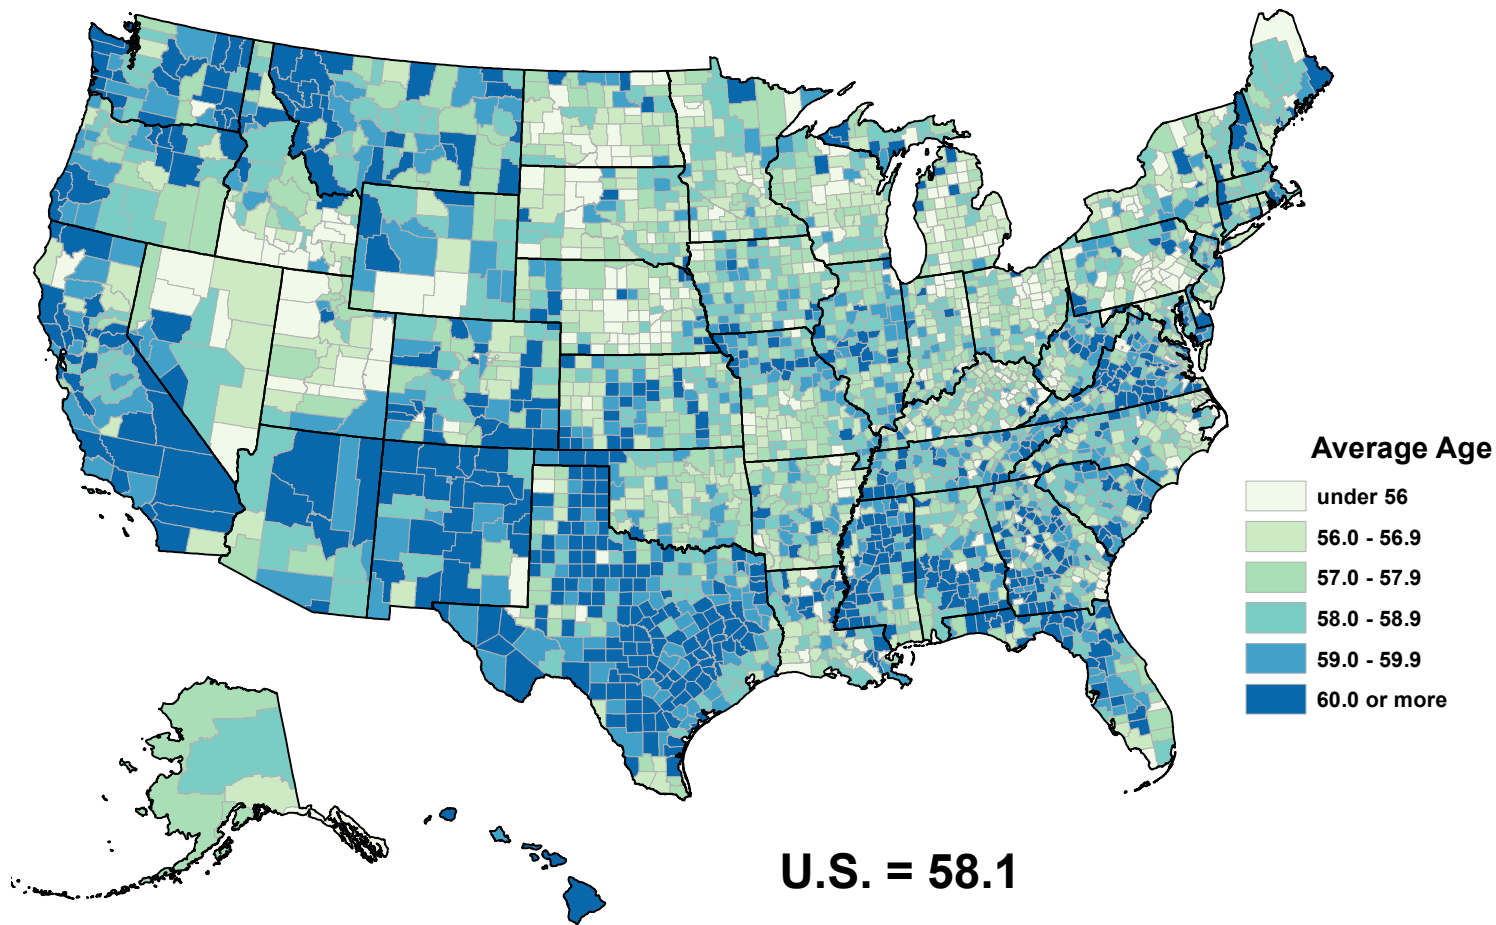 Average Age
under 56
56.0 - 56.9
57.0 - 57.9
58.0 - 58.9
59.0 - 59.9
60.0 or more
U.S. = 58.1